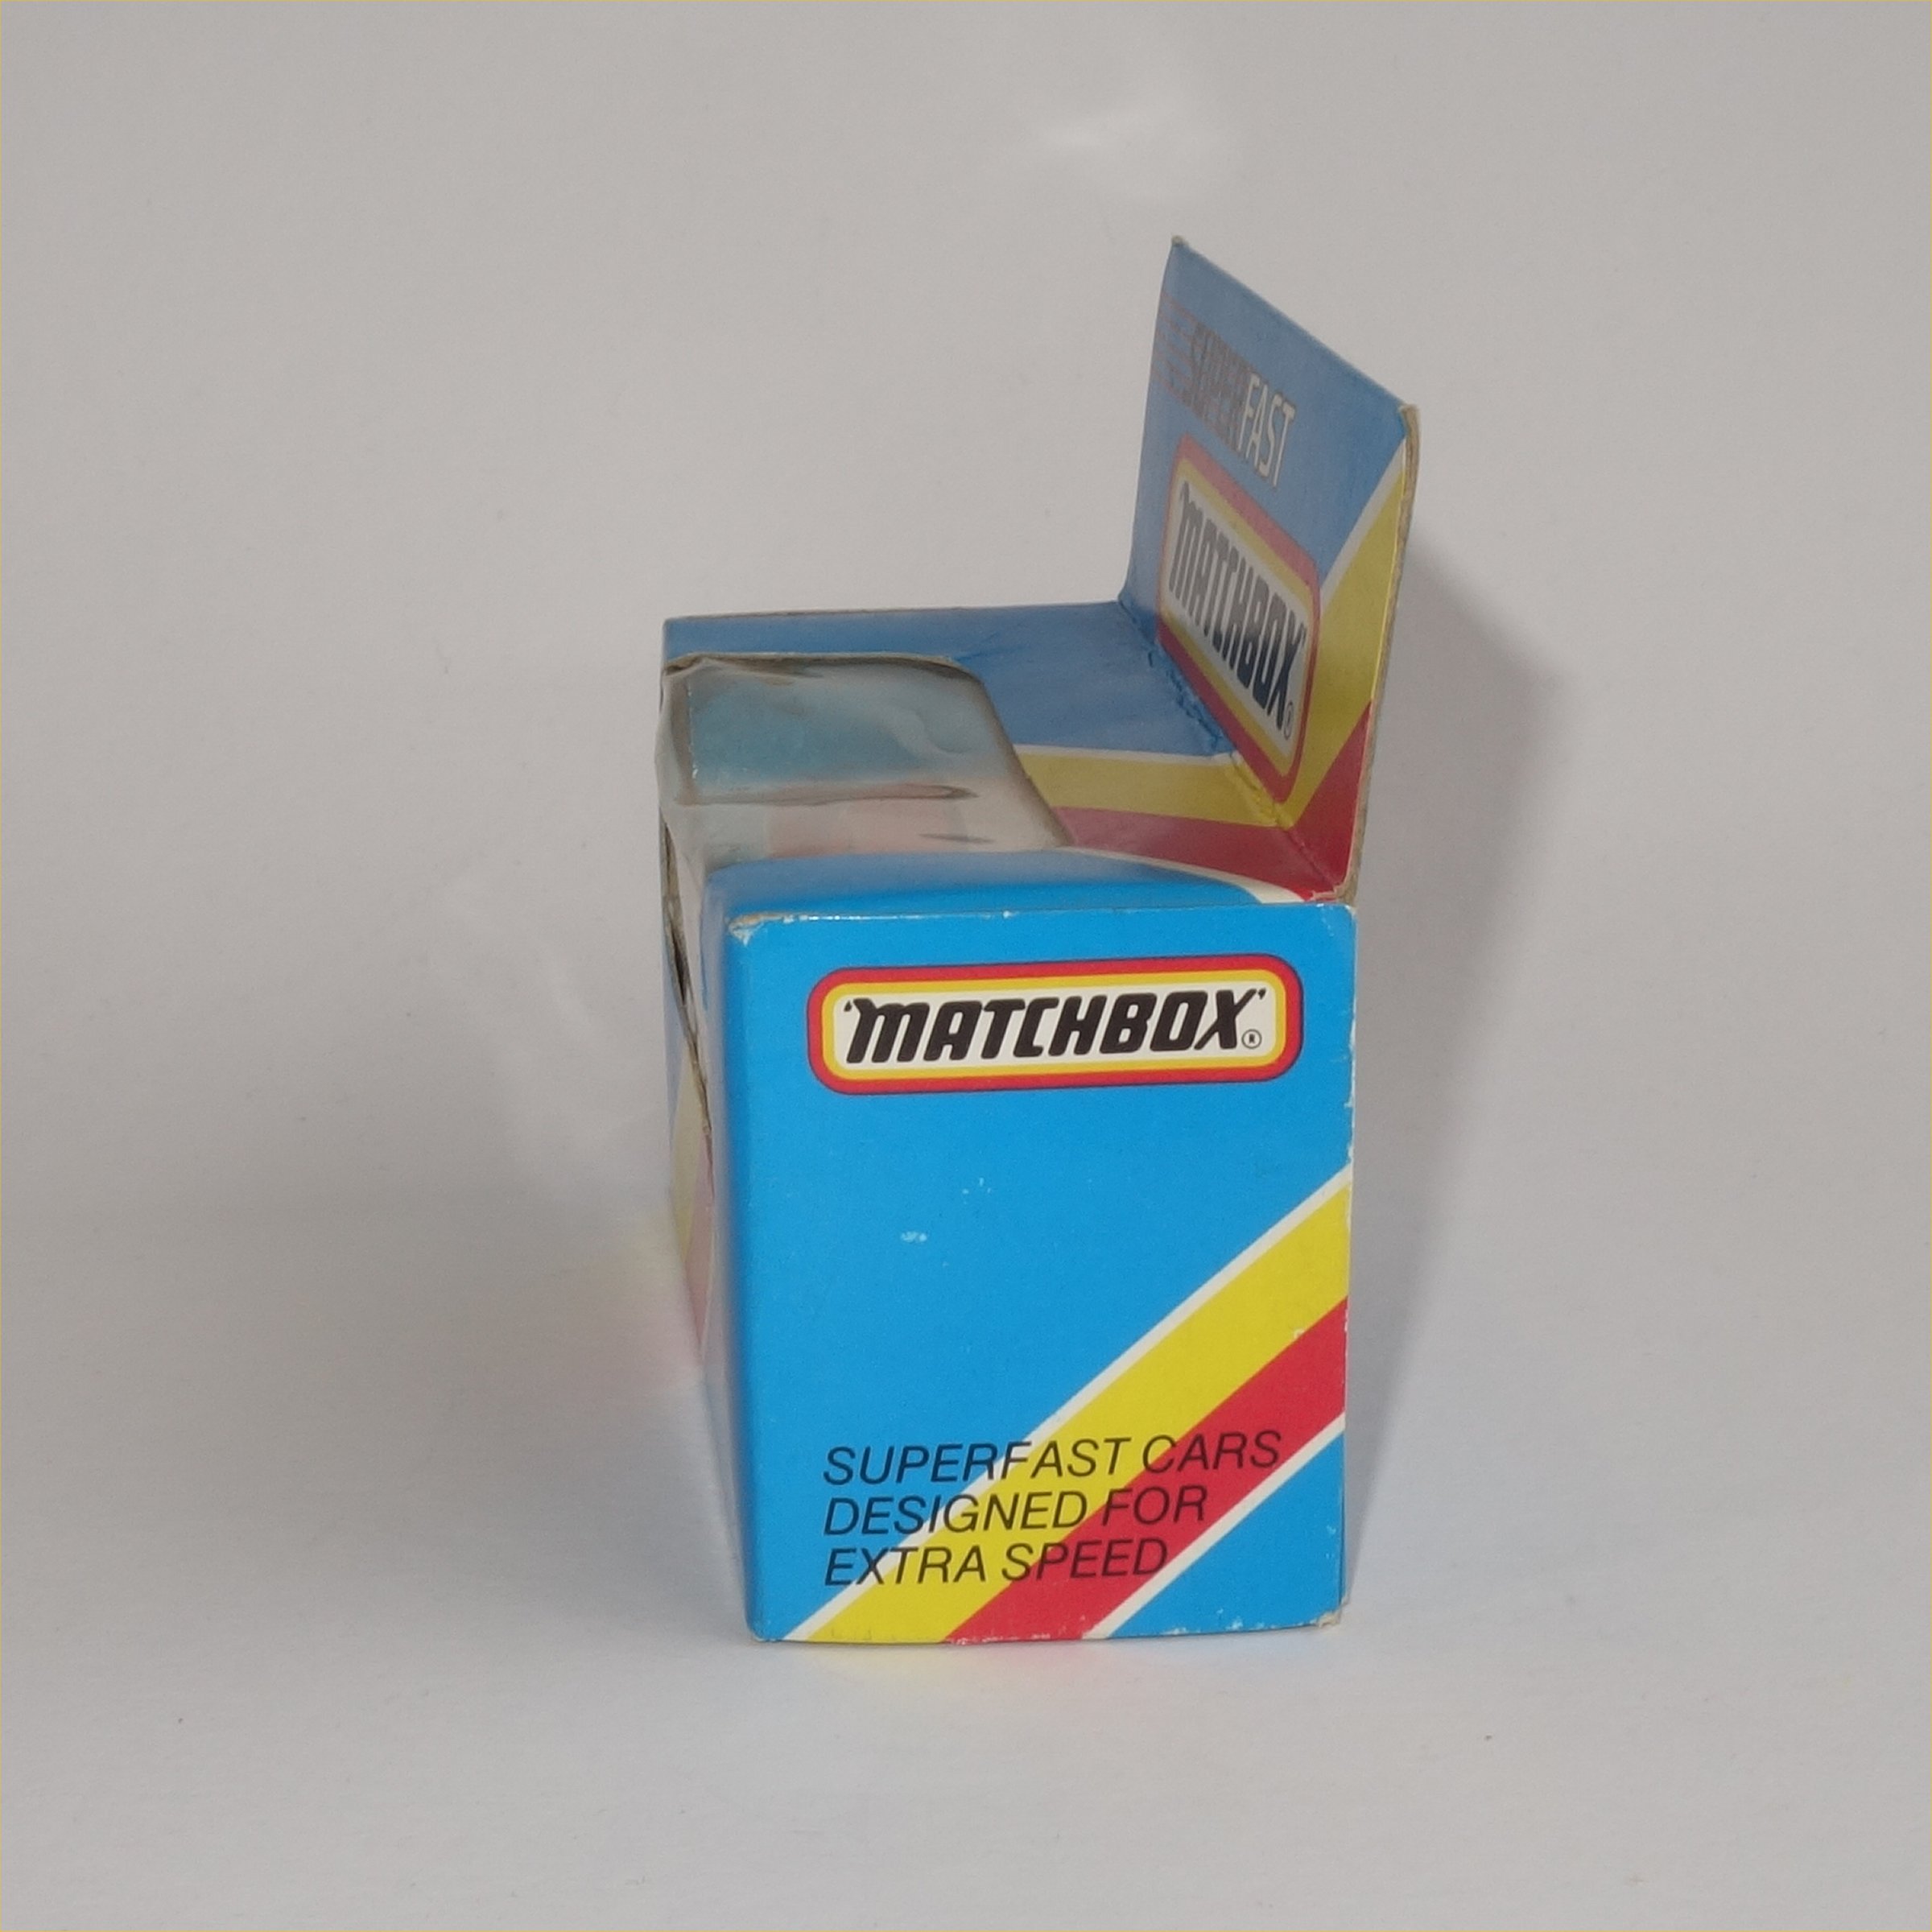 SUPERFAST
'MATCHBOX'®
'MATCHBOX'®
SUPERFAST CARS
DESIGNED FOR
EXTRA SPEED